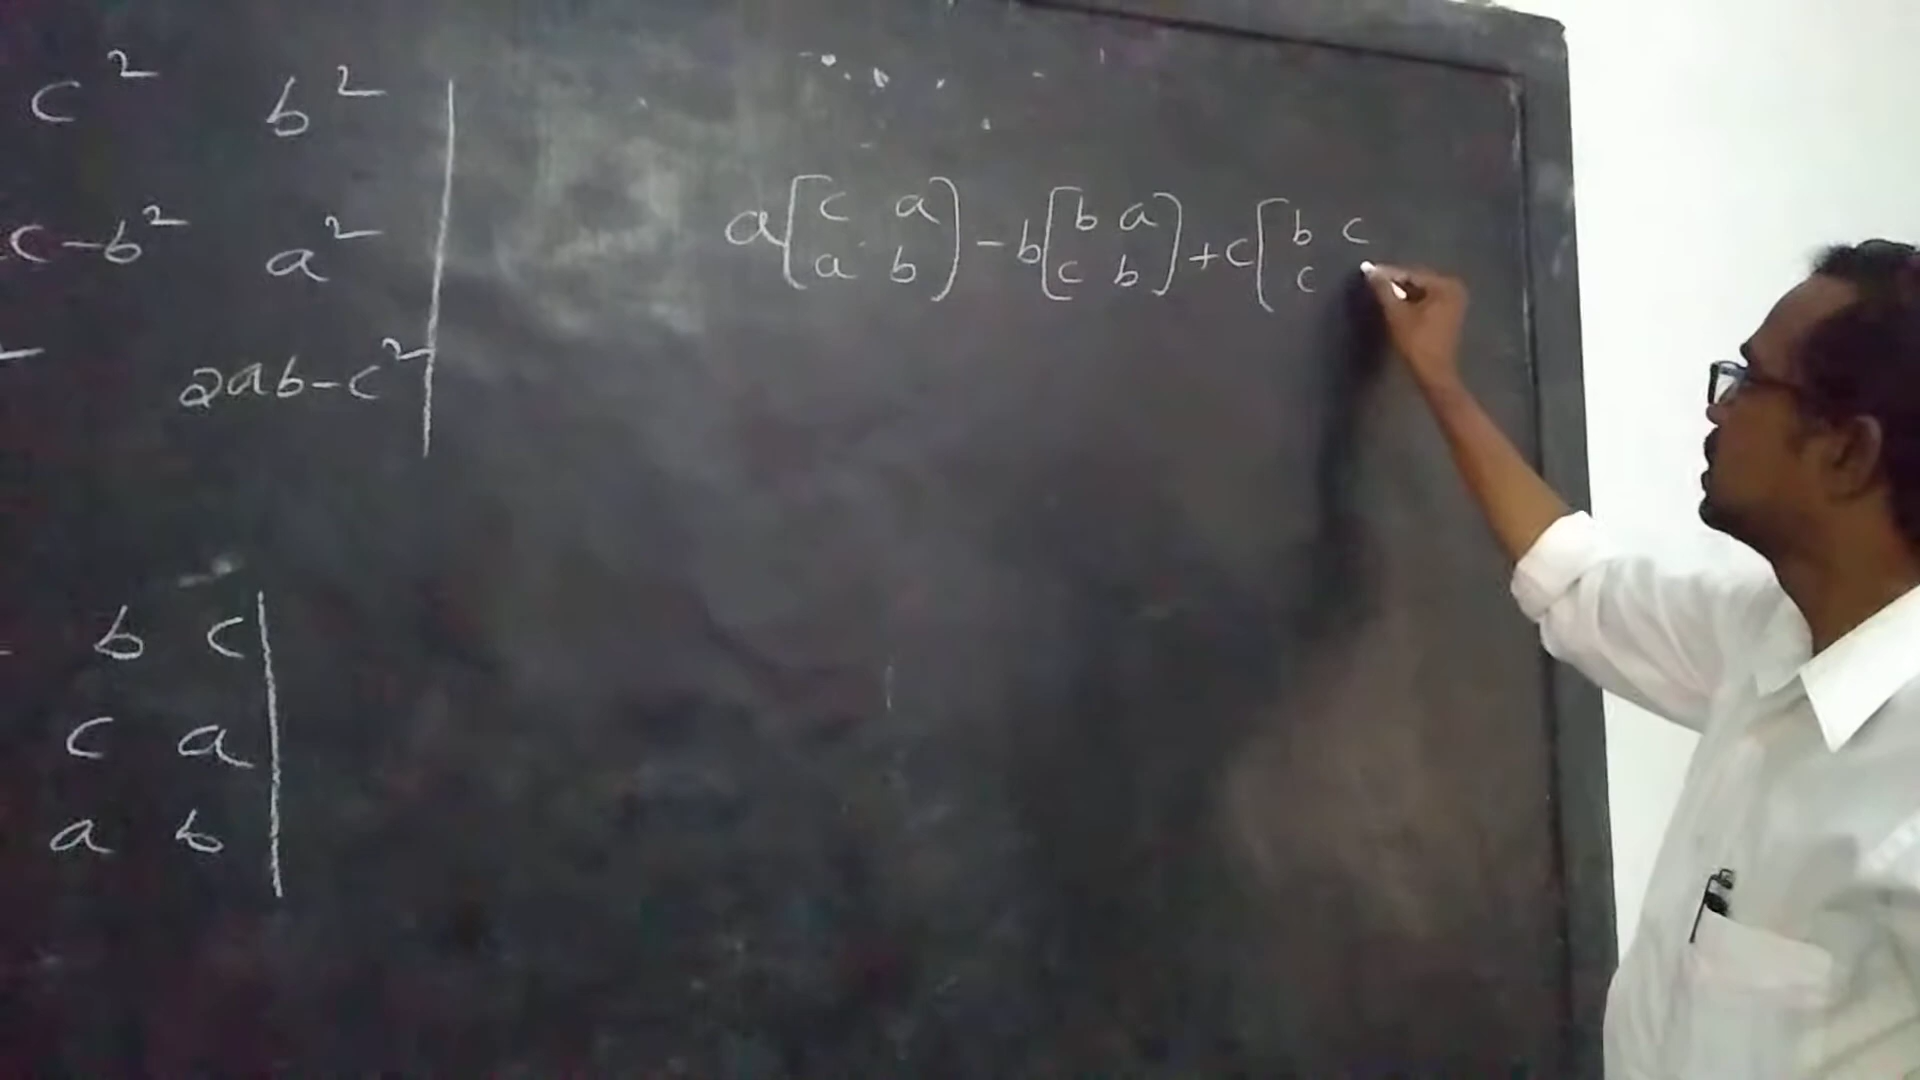 c² b²
c-b² a²
2ab-c²
a[c a] - b[b a] + c[b c
a b c b c
b c
c a
a b